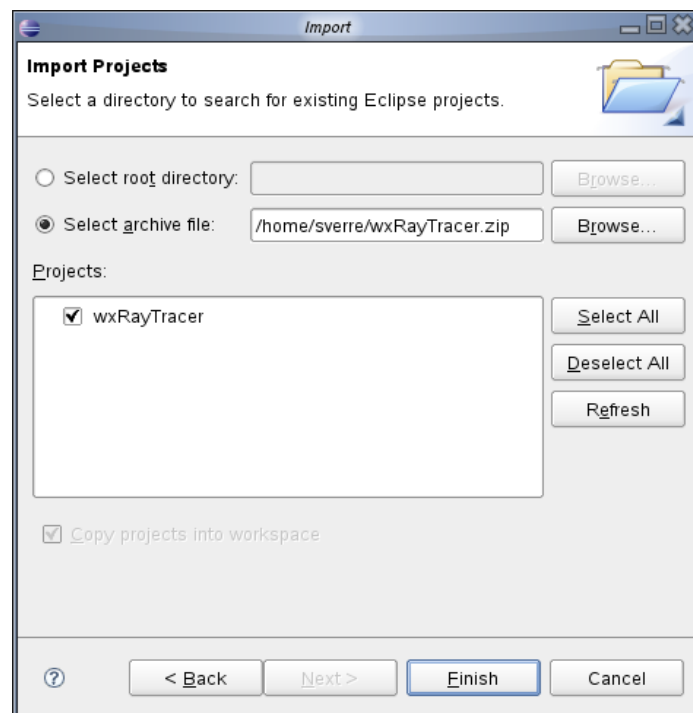 Import
Import Projects
Select a directory to search for existing Eclipse projects.
Select root directory:
Browse...
Select archive file:
/home/sverre/wxRayTracer.zip
Browse...
Projects:
wxRayTracer
Select All
Deselect All
Refresh
Copy projects into workspace
?
< Back
Next >
Finish
Cancel